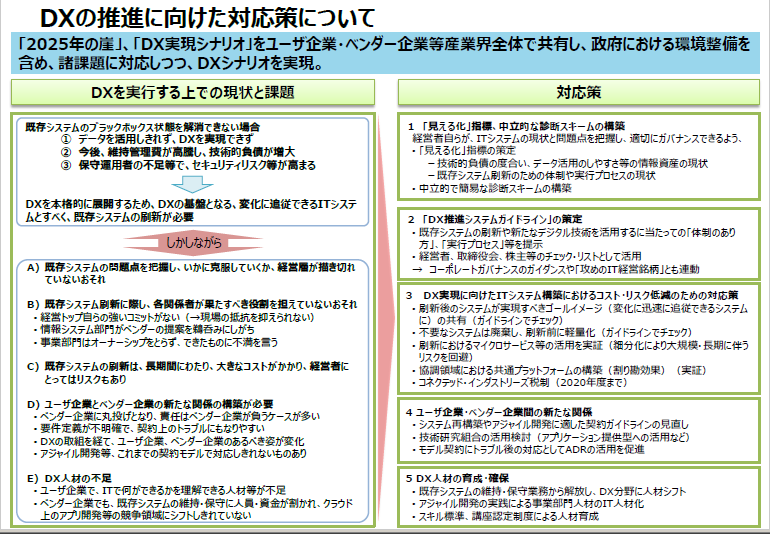 DXの推進に向けた対応策について
「2025年の崖」、「DX実現シナリオ」をユーザ企業・ベンダー企業等産業界全体で共有し、政府における環境整備を
含め、諸課題に対応しつつ、DXシナリオを実現。
DXを実行する上での現状と課題
既存システムのブラックボックス状態を解消できない場合
① データを活用しきれず、DXを実現できず
② 今後、維持管理費が高騰し、技術的負債が増大
③ 保守運用者の不足等で、セキュリティリスク等が高まる
DXを本格的に展開するため、DXの基盤となる、変化に追従できるITシステ
ムとすべく、既存システムの刷新が必要
しかしながら
A) 既存システムの問題点を把握し、いかに克服していくか、経営層が描き切れ
ていないおそれ
B) 既存システム刷新に際し、各関係者が果たすべき役割を担えていないおそれ
・経営トップ自らの強いコミットがない(→現場の抵抗を抑えられない)
・情報システム部門がベンダーの提案を鵜呑みにしがち
・事業部門はオーナーシップをとらず、できたものに不満を言う
C) 既存システムの刷新は、長期間にわたり、大きなコストがかかり、経営者に
とってはリスクもあり
D) ユーザ企業とベンダー企業の新たな関係の構築が必要
・ベンダー企業に丸投げとなり、責任はベンダー企業が負うケースが多い
・要件定義が不明確で、契約上のトラブルにもなりやすい
・DXの取組を経て、ユーザ企業、ベンダー企業のあるべき姿が変化
・アジャイル開発等、これまでの契約モデルで対応しきれないものあり
E) DX人材の不足
・ユーザ企業で、ITで何ができるかを理解できる人材等が不足
・ベンダー企業でも、既存システムの維持・保守に人員・資金が割かれ、クラウド
上のアプリ開発等の競争領域にシフトしきれていない
対応策
1 「見える化」指標、中立的な診断スキームの構築
経営者自らが、ITシステムの現状と問題点を把握し、適切にガバナンスできるよう、
・「見える化」指標の策定
－技術的負債の度合い、データ活用のしやすさ等の情報資産の現状
－既存システム刷新のための体制や実行プロセスの現状
・中立的で簡易な診断スキームの構築
2 「DX推進システムガイドライン」の策定
・既存システムの刷新や新たなデジタル技術を活用するに当たっての「体制のあり
方」、「実行プロセス」等を提示
・経営者、取締役会、株主等のチェック・リストとして活用
→ コーポレートガバナンスのガイダンスや「攻めのIT経営銘柄」とも連動
3 DX実現に向けたITシステム構築におけるコスト・リスク低減のための対応策
・刷新後のシステムが実現すべきゴールイメージ(変化に迅速に追従できるシステム
に)の共有(ガイドラインでチェック)
・不要なシステムは廃棄し、刷新前に軽量化(ガイドラインでチェック)
・刷新におけるマイクロサービス等の活用を実証(細分化により大規模・長期に伴う
リスクを回避)
・協調領域における共通プラットフォームの構築(割り勘効果)(実証)
・コネクテッド・インダストリーズ税制(2020年度まで)
4 ユーザ企業・ベンダー企業間の新たな関係
・システム再構築やアジャイル開発に適した契約ガイドラインの見直し
・技術研究組合の活用検討(アプリケーション提供型への活用など)
・モデル契約にトラブル後の対応としてADRの活用を促進
5 DX人材の育成・確保
・既存システムの維持・保守業務から解放し、DX分野に人材シフト
・アジャイル開発の実践による事業部門人材のIT人材化
・スキル標準、講座認定制度による人材育成